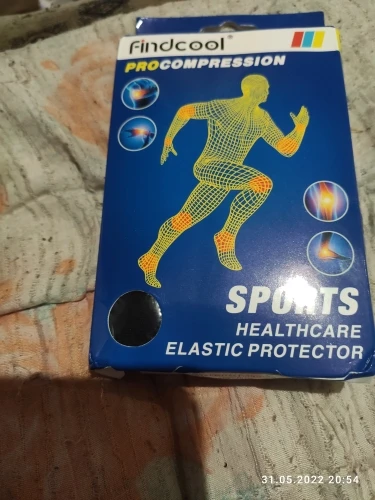 findcool®
PROCOMPRESSION
SPORTS
HEALTHCARE
ELASTIC PROTECTOR
31.05.2022 20:54